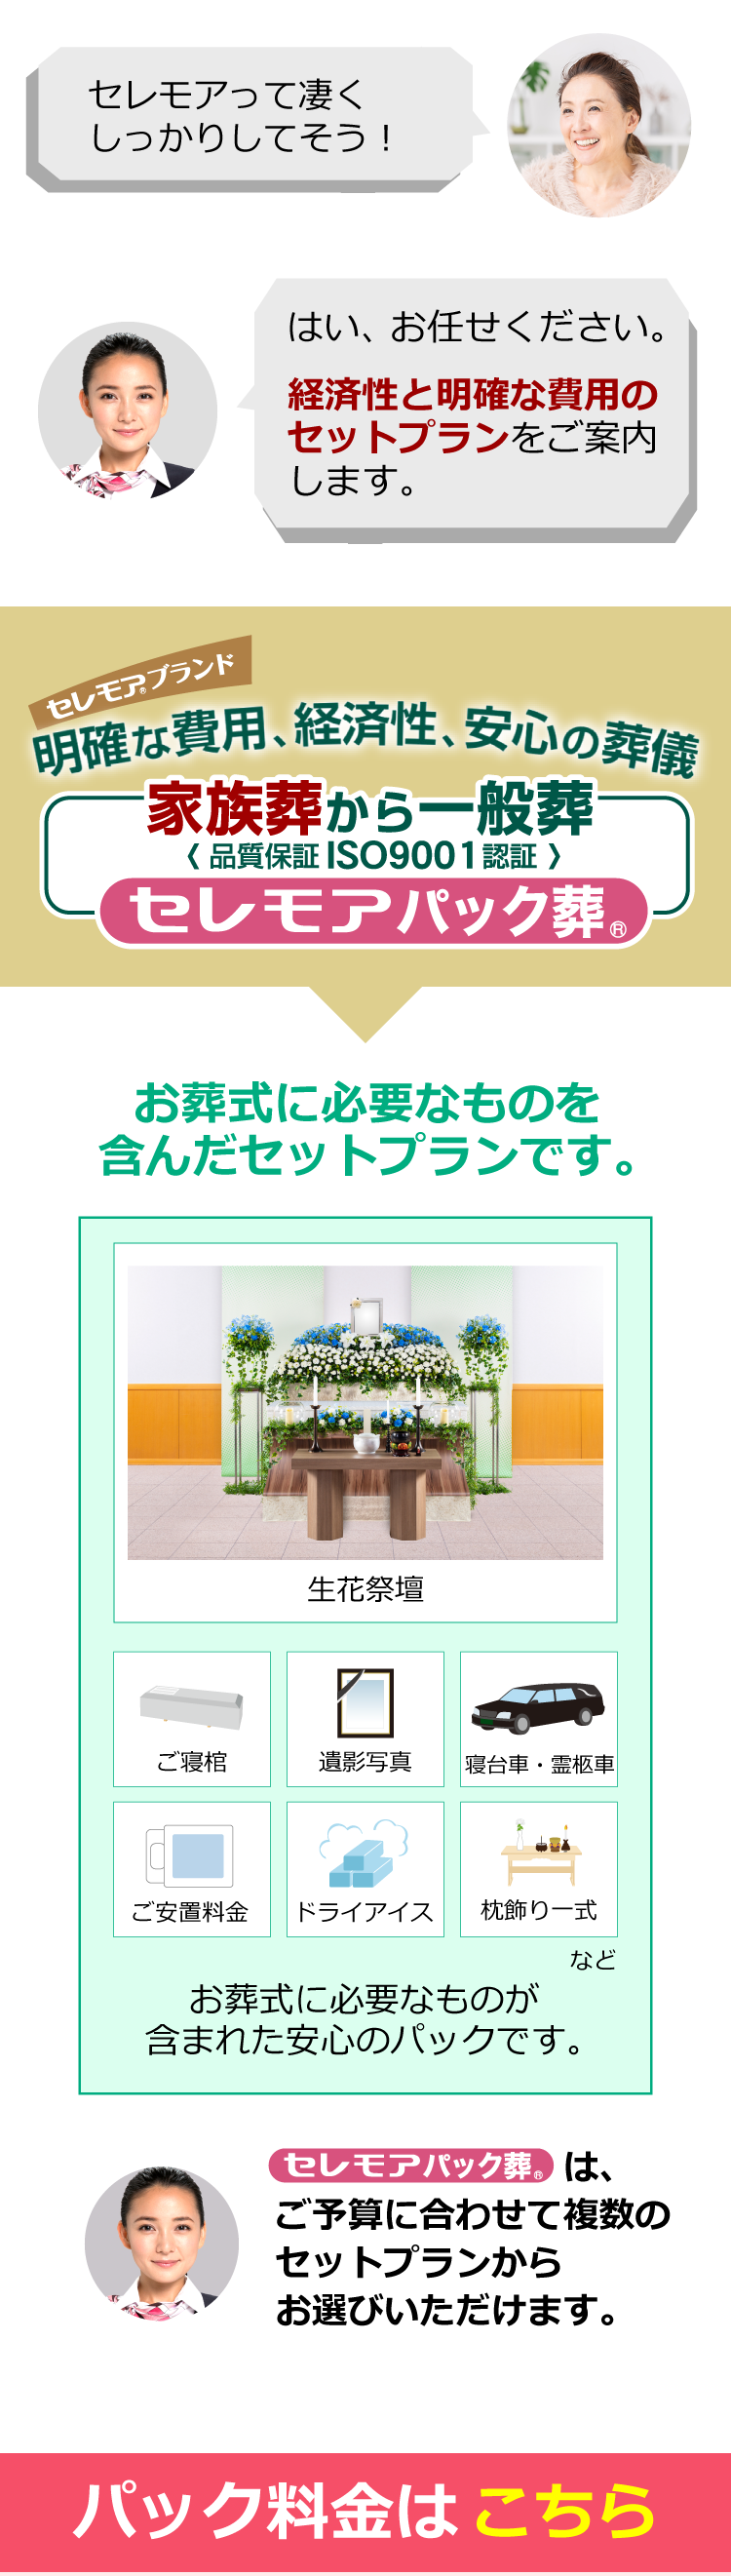 セレモアって凄く
しっかりしてそう！
はい、お任せください。
経済性と明確な費用の
セットプランをご案内
します。
セレモア®ブランド
明確な費用、経済性、安心の葬儀
家族葬から一般葬
〈 品質保証 ISO9001 認証 〉
セレモアパック葬®
お葬式に必要なものを
含んだセットプランです。
生花祭壇
ご寝棺
遺影写真
寝台車・霊柩車
ご安置料金
ドライアイス
枕飾り一式
など
お葬式に必要なものが
含まれた安心のパックです。
セレモアパック葬®は、
ご予算に合わせて複数の
セットプランから
お選びいただけます。
パック料金はこちら